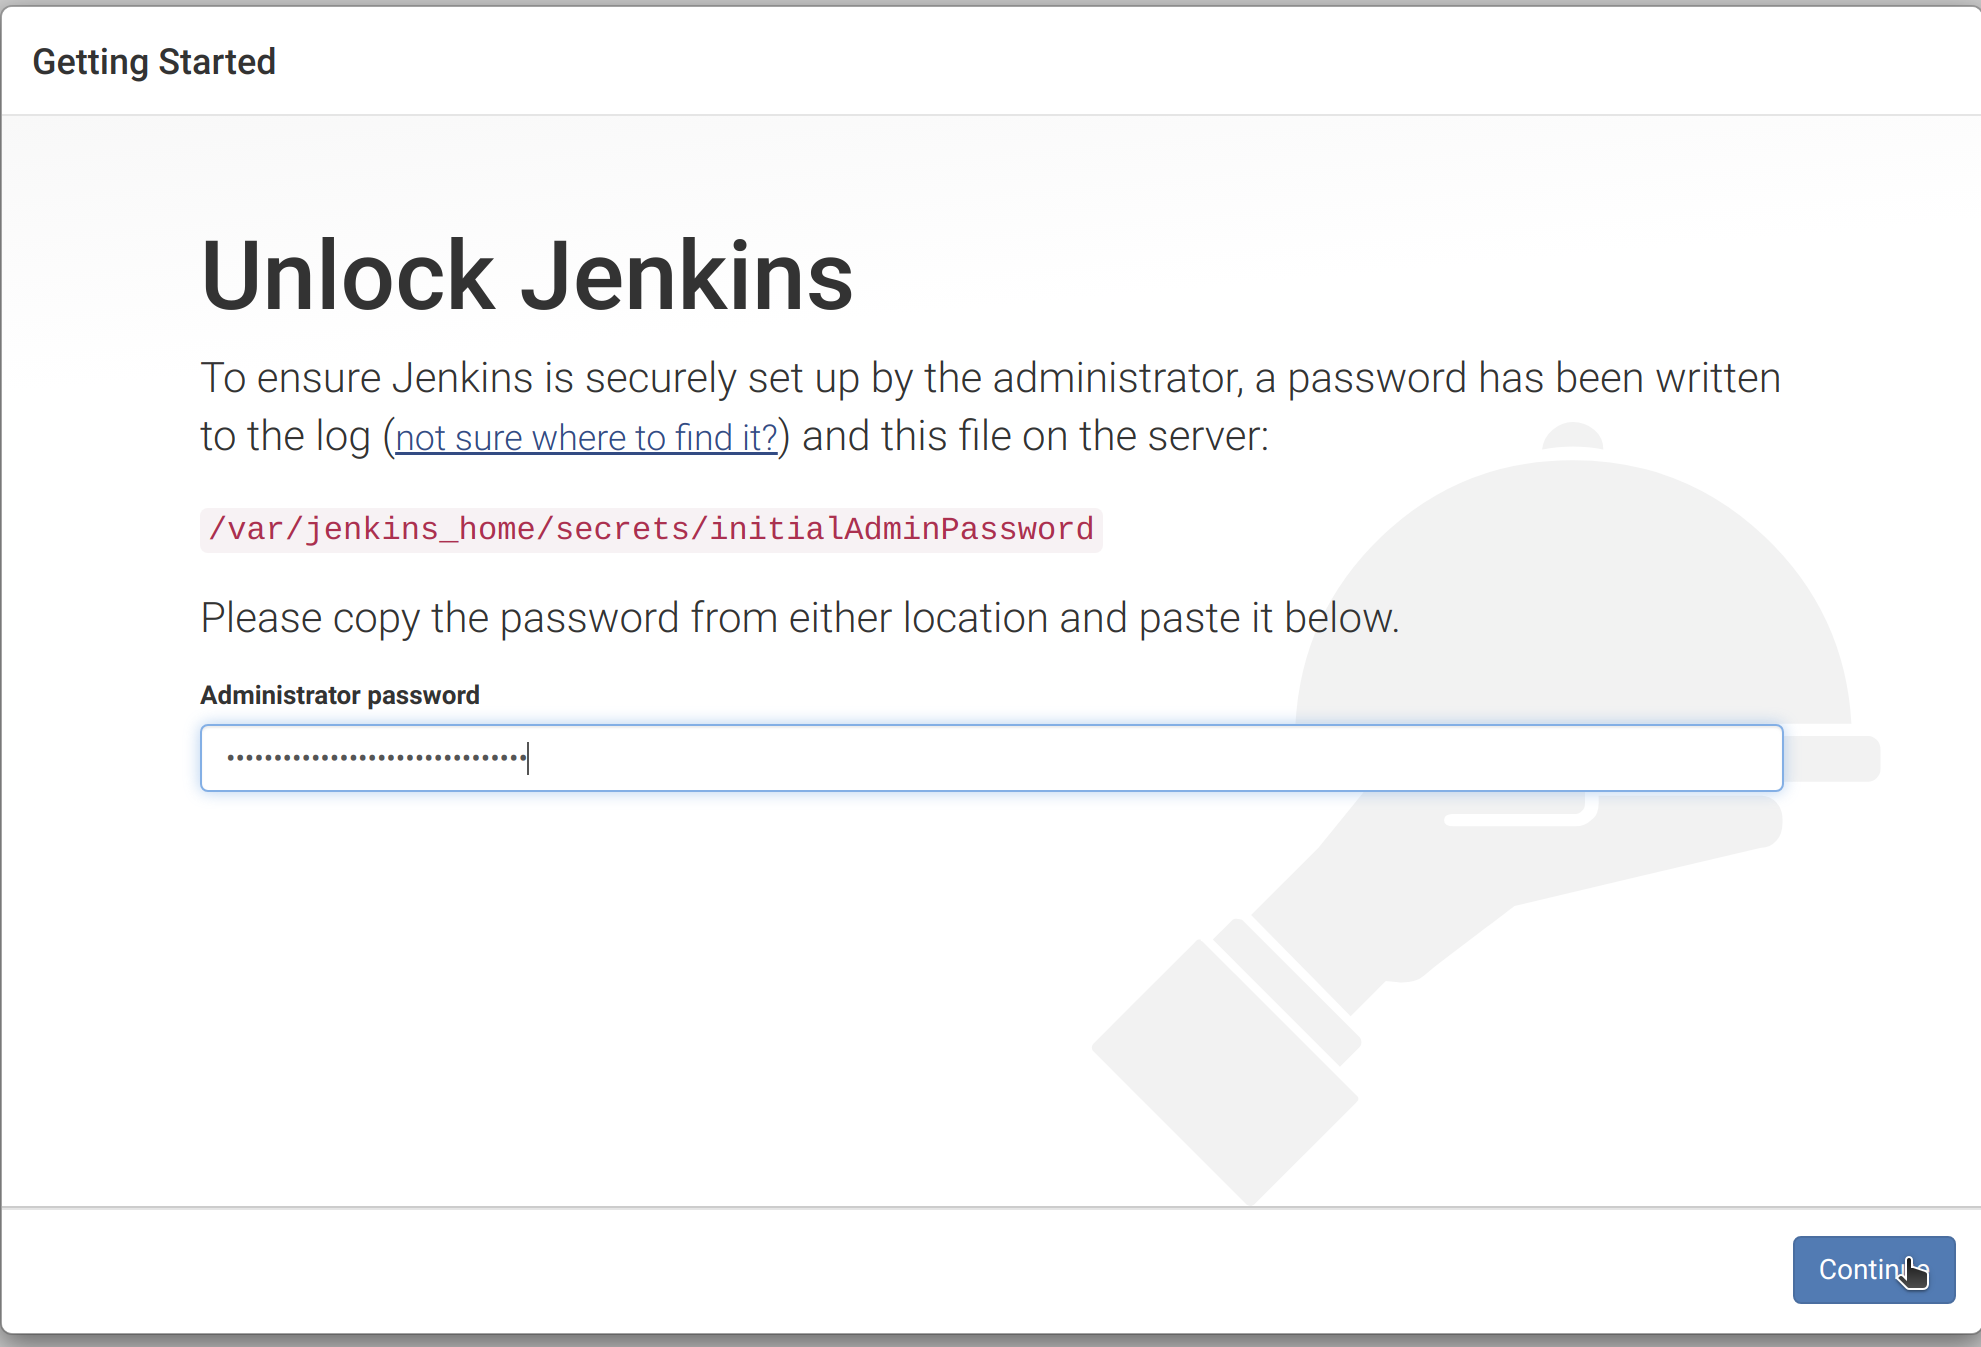 Getting Started
Unlock Jenkins
To ensure Jenkins is securely set up by the administrator, a password has been written
to the log (not sure where to find it?) and this file on the server:
/var/jenkins_home/secrets/initialAdminPassword
Please copy the password from either location and paste it below.
Administrator password
••••••••••••••••••••••••••••••••
Continue